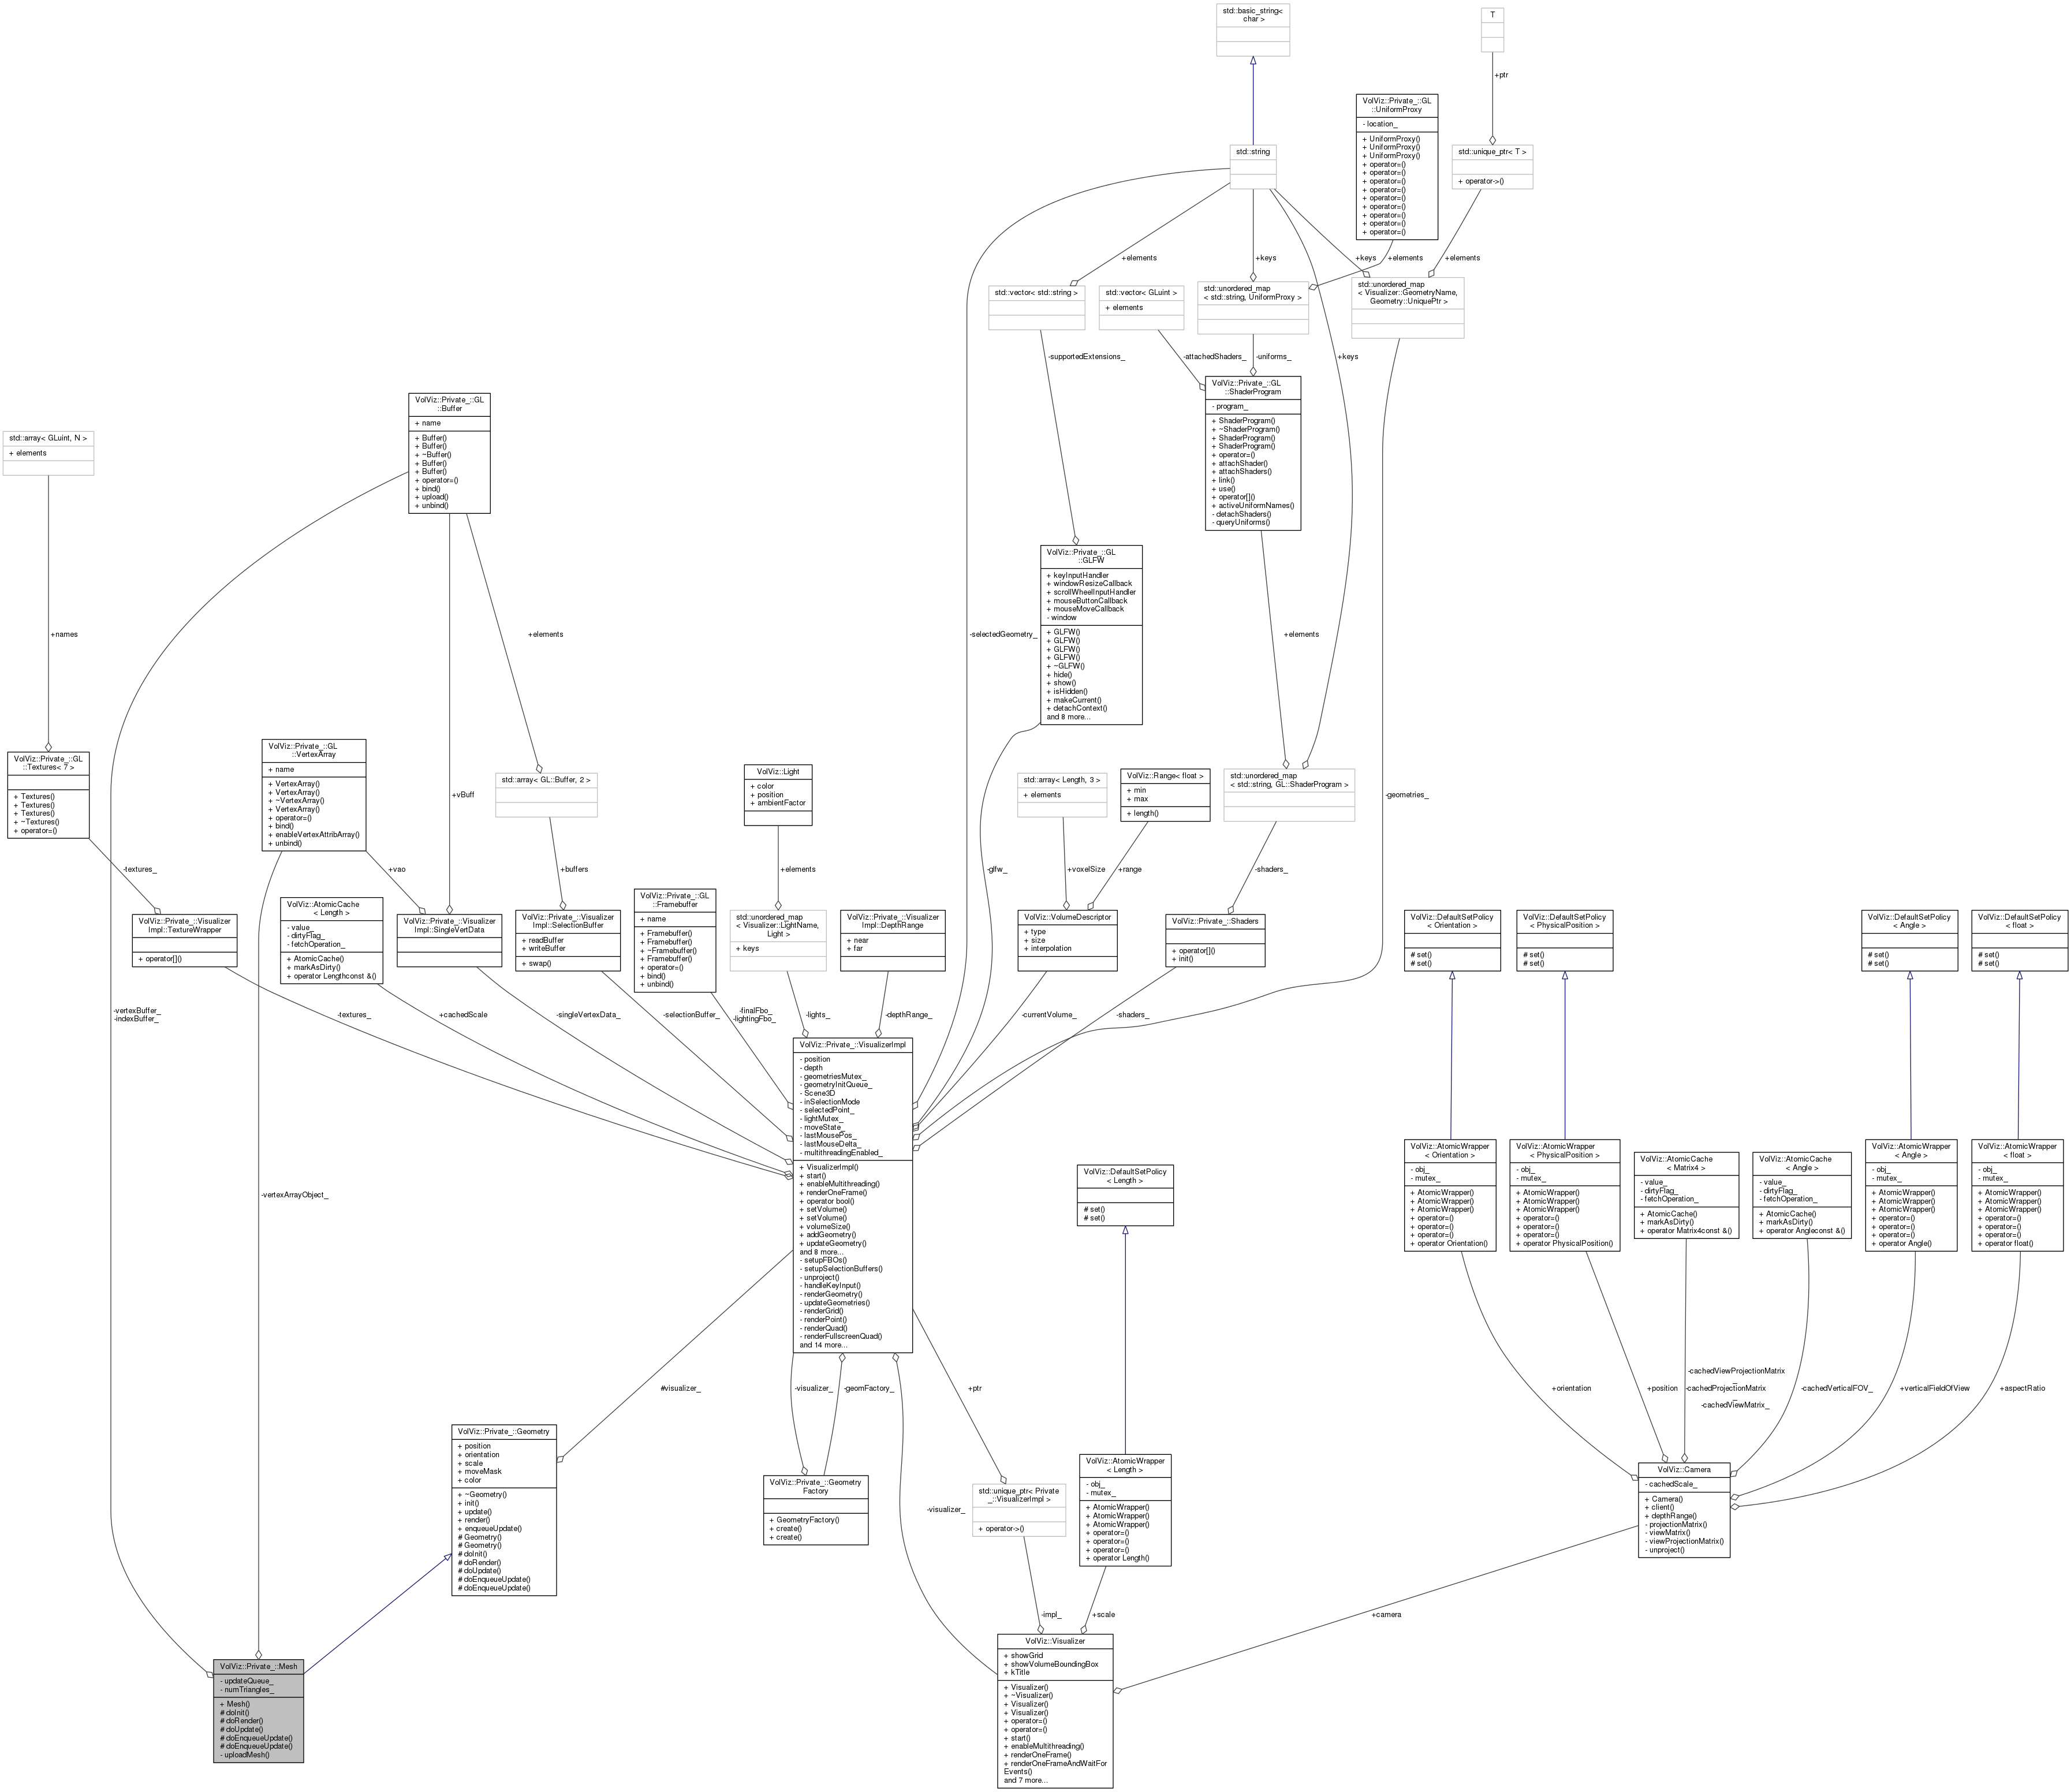 std::basic_string<
char >
T
+ptr
VolViz::Private_::GL
::UniformProxy
- location_
+ UniformProxy()
+ UniformProxy()
+ UniformProxy()
+ operator=()
+ operator=()
+ operator=()
+ operator=()
+ operator=()
+ operator=()
+ operator=()
+ operator=()
+ operator=()
std::string
std::unique_ptr< T >
+ operator->()
+elements
+keys
+elements
+keys
+elements
std::vector< std::string >
std::vector< GLuint >
+ elements
std::unordered_map
< std::string, UniformProxy >
std::unordered_map
< Visualizer::GeometryName,
Geometry::UniquePtr >
-supportedExtensions_
-attachedShaders_
-uniforms_
+keys
VolViz::Private_::GL
::ShaderProgram
- program_
+ ShaderProgram()
+ ~ShaderProgram()
+ ShaderProgram()
+ ShaderProgram()
+ operator=()
+ attachShader()
+ attachShaders()
+ link()
+ use()
+ operator[]()
+ activeUniformNames()
- detachShaders()
- queryUniforms()
VolViz::Private_::GL
::Buffer
+ name
+ Buffer()
+ Buffer()
+ ~Buffer()
+ Buffer()
+ Buffer()
+ operator=()
+ bind()
+ upload()
+ unbind()
std::array< GLuint, N >
+ elements
VolViz::Private_::GL
::GLFW
+ keyInputHandler
+ windowResizeCallback
+ scrollWheelInputHandler
+ mouseButtonCallback
+ mouseMoveCallback
- window
+ GLFW()
+ GLFW()
+ GLFW()
+ GLFW()
+ ~GLFW()
+ hide()
+ show()
+ isHidden()
+ makeCurrent()
+ detachContext()
and 8 more...
+names
+elements
-selectedGeometry_
+elements
VolViz::Private_::GL
::Textures< 7 >
+ Textures()
+ Textures()
+ Textures()
+ ~Textures()
+ operator=()
VolViz::Private_::GL
::VertexArray
+ name
+ VertexArray()
+ VertexArray()
+ ~VertexArray()
+ VertexArray()
+ operator=()
+ bind()
+ enableVertexAttribArray()
+ unbind()
+vBuff
std::array< GL::Buffer, 2 >
VolViz::Light
+ color
+ position
+ ambientFactor
std::array< Length, 3 >
+ elements
VolViz::Range< float >
+ min
+ max
+ length()
std::unordered_map
< std::string, GL::ShaderProgram >
-geometries_
-textures_
+vao
+buffers
+elements
-glfw_
+voxelSize
+range
-shaders_
VolViz::Private_::Visualizer
Impl::TextureWrapper
+ operator[]()
VolViz::AtomicCache
< Length >
- value_
- dirtyFlag_
- fetchOperation_
+ AtomicCache()
+ markAsDirty()
+ operator Lengthconst &()
VolViz::Private_::Visualizer
Impl::SingleVertData
VolViz::Private_::Visualizer
Impl::SelectionBuffer
+ readBuffer
+ writeBuffer
+ swap()
VolViz::Private_::GL
::Framebuffer
+ name
+ Framebuffer()
+ Framebuffer()
+ ~Framebuffer()
+ Framebuffer()
+ operator=()
+ bind()
+ unbind()
std::unordered_map
< Visualizer::LightName,
Light >
+ keys
VolViz::Private_::Visualizer
Impl::DepthRange
+ near
+ far
VolViz::VolumeDescriptor
+ type
+ size
+ interpolation
VolViz::Private_::Shaders
+ operator[]()
+ init()
VolViz::DefaultSetPolicy
< Orientation >
# set()
# set()
VolViz::DefaultSetPolicy
< PhysicalPosition >
# set()
# set()
VolViz::DefaultSetPolicy
< Angle >
# set()
# set()
VolViz::DefaultSetPolicy
< float >
# set()
# set()
-vertexBuffer_
-indexBuffer_
-textures_
+cachedScale
-singleVertexData_
-selectionBuffer_
-finalFbo_
-lightingFbo_
-lights_
-depthRange_
-currentVolume_
-shaders_
VolViz::Private_::VisualizerImpl
- position
- depth
- geometriesMutex_
- geometryInitQueue_
- Scene3D
- inSelectionMode
- selectedPoint_
- lightMutex_
- moveState_
- lastMousePos_
- lastMouseDelta_
- multithreadingEnabled_
+ VisualizerImpl()
+ start()
+ enableMultithreading()
+ renderOneFrame()
+ operator bool()
+ setVolume()
+ setVolume()
+ volumeSize()
+ addGeometry()
+ updateGeometry()
and 8 more...
- setupFBOs()
- setupSelectionBuffers()
- unproject()
- handleKeyInput()
- renderGeometry()
- updateGeometries()
- renderGrid()
- renderPoint()
- renderQuad()
- renderFullscreenQuad()
and 14 more...
-vertexArrayObject_
VolViz::DefaultSetPolicy
< Length >
# set()
# set()
VolViz::AtomicWrapper
< Orientation >
- obj_
- mutex_
+ AtomicWrapper()
+ AtomicWrapper()
+ AtomicWrapper()
+ operator=()
+ operator=()
+ operator=()
+ operator Orientation()
VolViz::AtomicWrapper
< PhysicalPosition >
- obj_
- mutex_
+ AtomicWrapper()
+ AtomicWrapper()
+ AtomicWrapper()
+ operator=()
+ operator=()
+ operator=()
+ operator PhysicalPosition()
VolViz::AtomicCache
< Matrix4 >
- value_
- dirtyFlag_
- fetchOperation_
+ AtomicCache()
+ markAsDirty()
+ operator Matrix4const &()
VolViz::AtomicCache
< Angle >
- value_
- dirtyFlag_
- fetchOperation_
+ AtomicCache()
+ markAsDirty()
+ operator Angleconst &()
VolViz::AtomicWrapper
< Angle >
- obj_
- mutex_
+ AtomicWrapper()
+ AtomicWrapper()
+ AtomicWrapper()
+ operator=()
+ operator=()
+ operator=()
+ operator Angle()
VolViz::AtomicWrapper
< float >
- obj_
- mutex_
+ AtomicWrapper()
+ AtomicWrapper()
+ AtomicWrapper()
+ operator=()
+ operator=()
+ operator=()
+ operator float()
#visualizer_
-visualizer_
-geomFactory_
+ptr
+orientation
+position
-cachedViewProjectionMatrix
_
-cachedProjectionMatrix
_
-cachedViewMatrix_
-cachedVerticalFOV_
+verticalFieldOfView
+aspectRatio
VolViz::Private_::Geometry
+ position
+ orientation
+ scale
+ moveMask
+ color
+ ~Geometry()
+ init()
+ update()
+ render()
+ enqueueUpdate()
# Geometry()
# Geometry()
# doInit()
# doRender()
# doUpdate()
# doEnqueueUpdate()
# doEnqueueUpdate()
VolViz::Private_::Geometry
Factory
+ GeometryFactory()
+ create()
+ create()
-visualizer_
std::unique_ptr< Private
_::VisualizerImpl >
+ operator->()
VolViz::AtomicWrapper
< Length >
- obj_
- mutex_
+ AtomicWrapper()
+ AtomicWrapper()
+ AtomicWrapper()
+ operator=()
+ operator=()
+ operator=()
+ operator Length()
VolViz::Camera
- cachedScale_
+ Camera()
+ client()
+ depthRange()
- projectionMatrix()
- viewMatrix()
- viewProjectionMatrix()
- unproject()
-impl_
+scale
+camera
VolViz::Private_::Mesh
- updateQueue_
- numTriangles_
+ Mesh()
# doInit()
# doRender()
# doUpdate()
# doEnqueueUpdate()
# doEnqueueUpdate()
- uploadMesh()
VolViz::Visualizer
+ showGrid
+ showVolumeBoundingBox
+ kTitle
+ Visualizer()
+ ~Visualizer()
+ Visualizer()
+ Visualizer()
+ operator=()
+ operator=()
+ start()
+ enableMultithreading()
+ renderOneFrame()
+ renderOneFrameAndWaitFor
Events()
and 7 more...